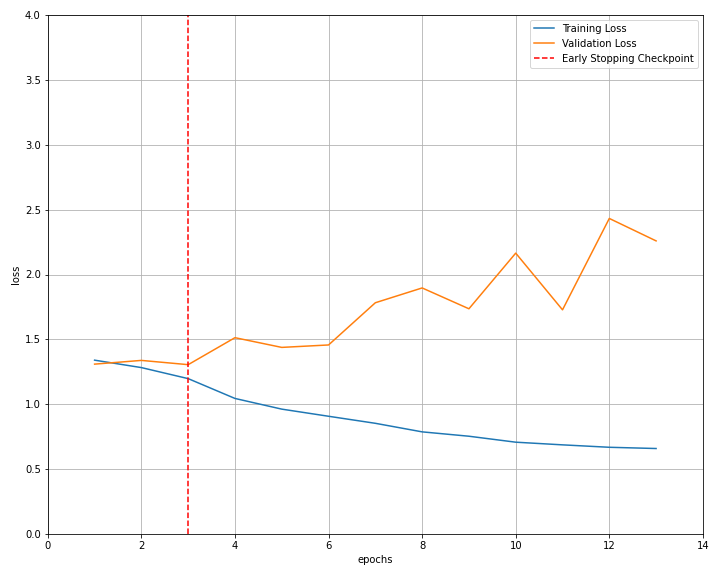 Training Loss
Validation Loss
Early Stopping Checkpoint
4.0
3.5
3.0
2.5
2.0
1.5
1.0
0.5
0.0
loss
0 2 4 6 8 10 12 14
epochs